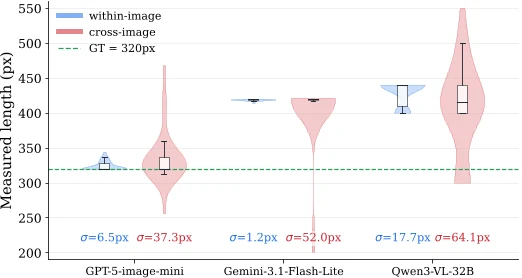 Measured length (px)
550
500
450
400
350
300
250
200
within-image
cross-image
GT = 320px
σ=6.5px σ=37.3px
σ=1.2px σ=52.0px
σ=17.7px σ=64.1px
GPT-5-image-mini
Gemini-3.1-Flash-Lite
Qwen3-VL-32B